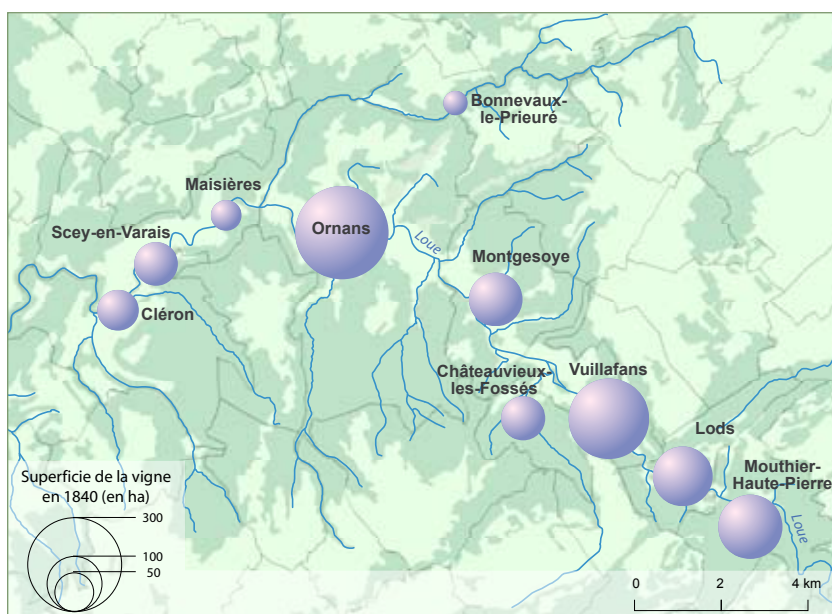 Bonnevaux-
le-Prieuré
Maisières
Ornans
Scey-en-Varais
Loue
Montgesoye
Cléron
Châteauvieux-
les-Fossés
Vuillafans
Lods
Mouthier-
Haute-Pierre
Loue
Superficie de la vigne
en 1840 (en ha)
300
100
50
0 2 4 km